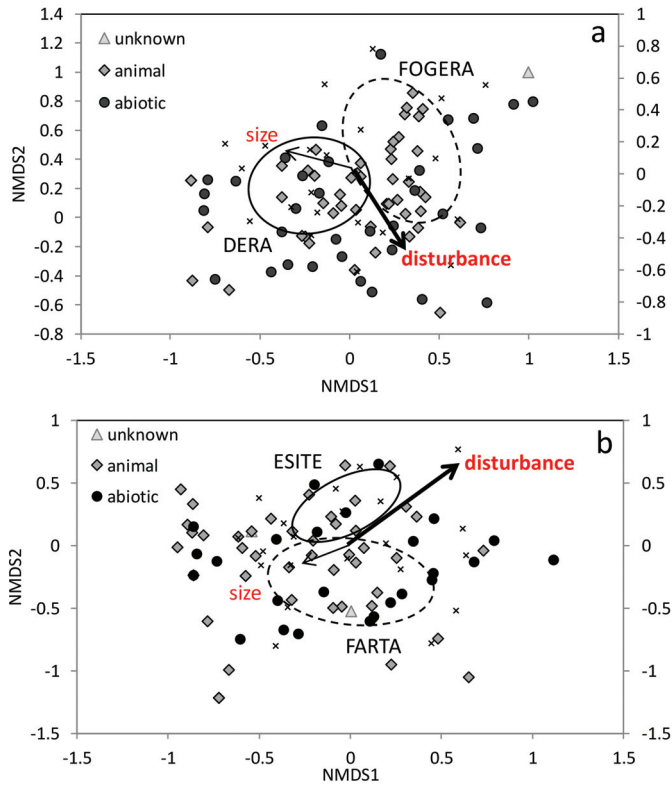 a
unknown
animal
abiotic
FOGERA
size
DERA
disturbance
NMDS2
1.4
1.2
1
0.8
0.6
0.4
0.2
0
-0.2
-0.4
-0.6
-0.8
1
0.8
0.6
0.4
0.2
0
-0.2
-0.4
-0.6
-0.8
-1
-1.5 -1 -0.5 0 0.5 1 1.5
NMDS1
b
unknown
animal
abiotic
ESITE
disturbance
size
FARTA
NMDS2
1
0.5
0
-0.5
-1
-1.5
1
0.5
0
-0.5
-1
-1.5
-1.5 -1 -0.5 0 0.5 1 1.5
NMDS1